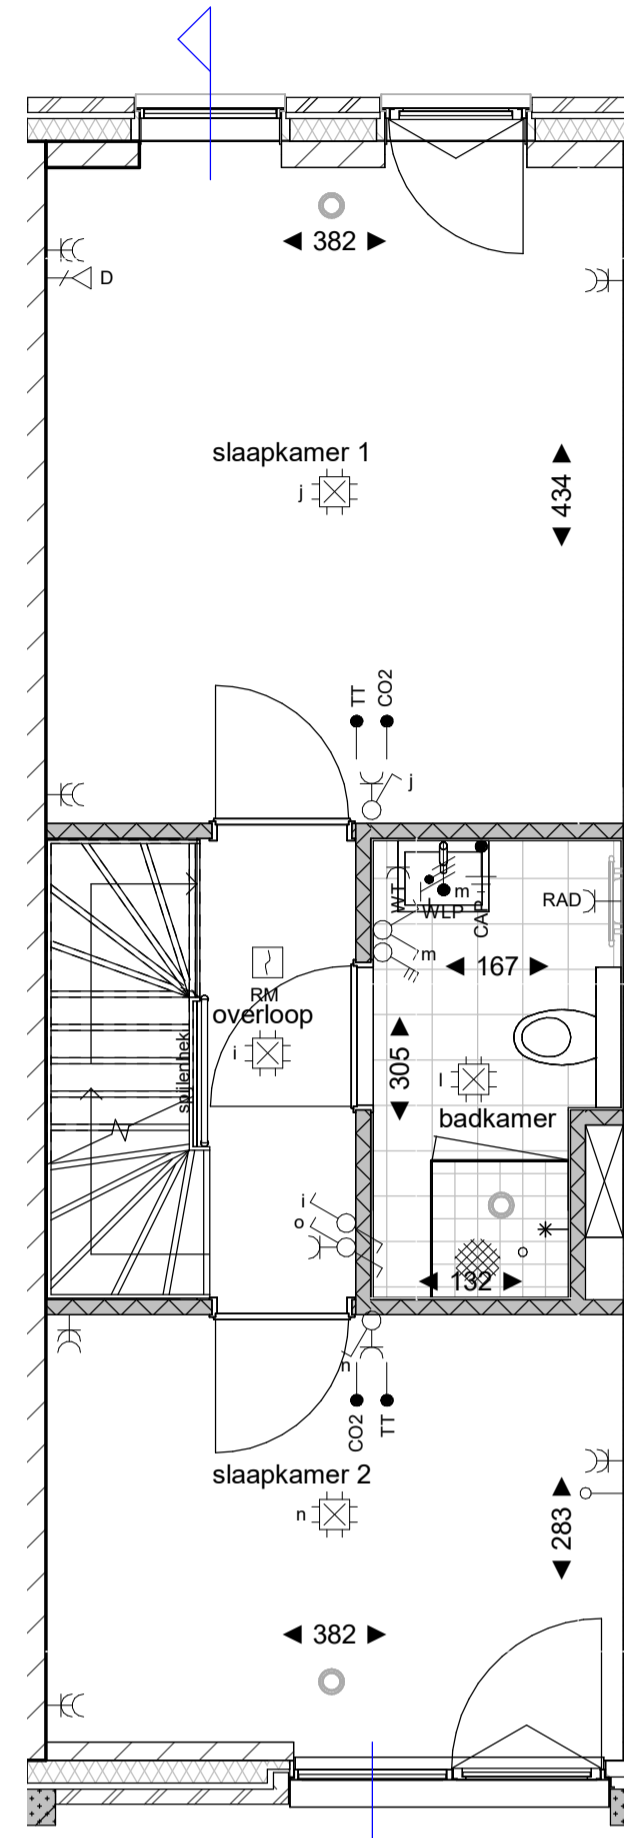 382
D
slaapkamer 1
j
434
TT
CO2
j
WT
m
WLP
CAP
RAD
m
167
RM
overloop
i
spijlenhek
305
l
badkamer
i
o
132
n
CO2
TT
slaapkamer 2
n
283
382